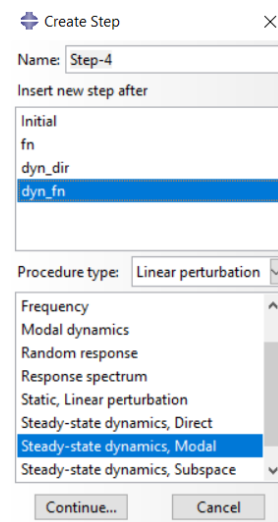 Create Step
Name: Step-4
Insert new step after
Initial
fn
dyn_dir
dyn_fn
Procedure type: Linear perturbation
Frequency
Modal dynamics
Random response
Response spectrum
Static, Linear perturbation
Steady-state dynamics, Direct
Steady-state dynamics, Modal
Steady-state dynamics, Subspace
Continue... Cancel